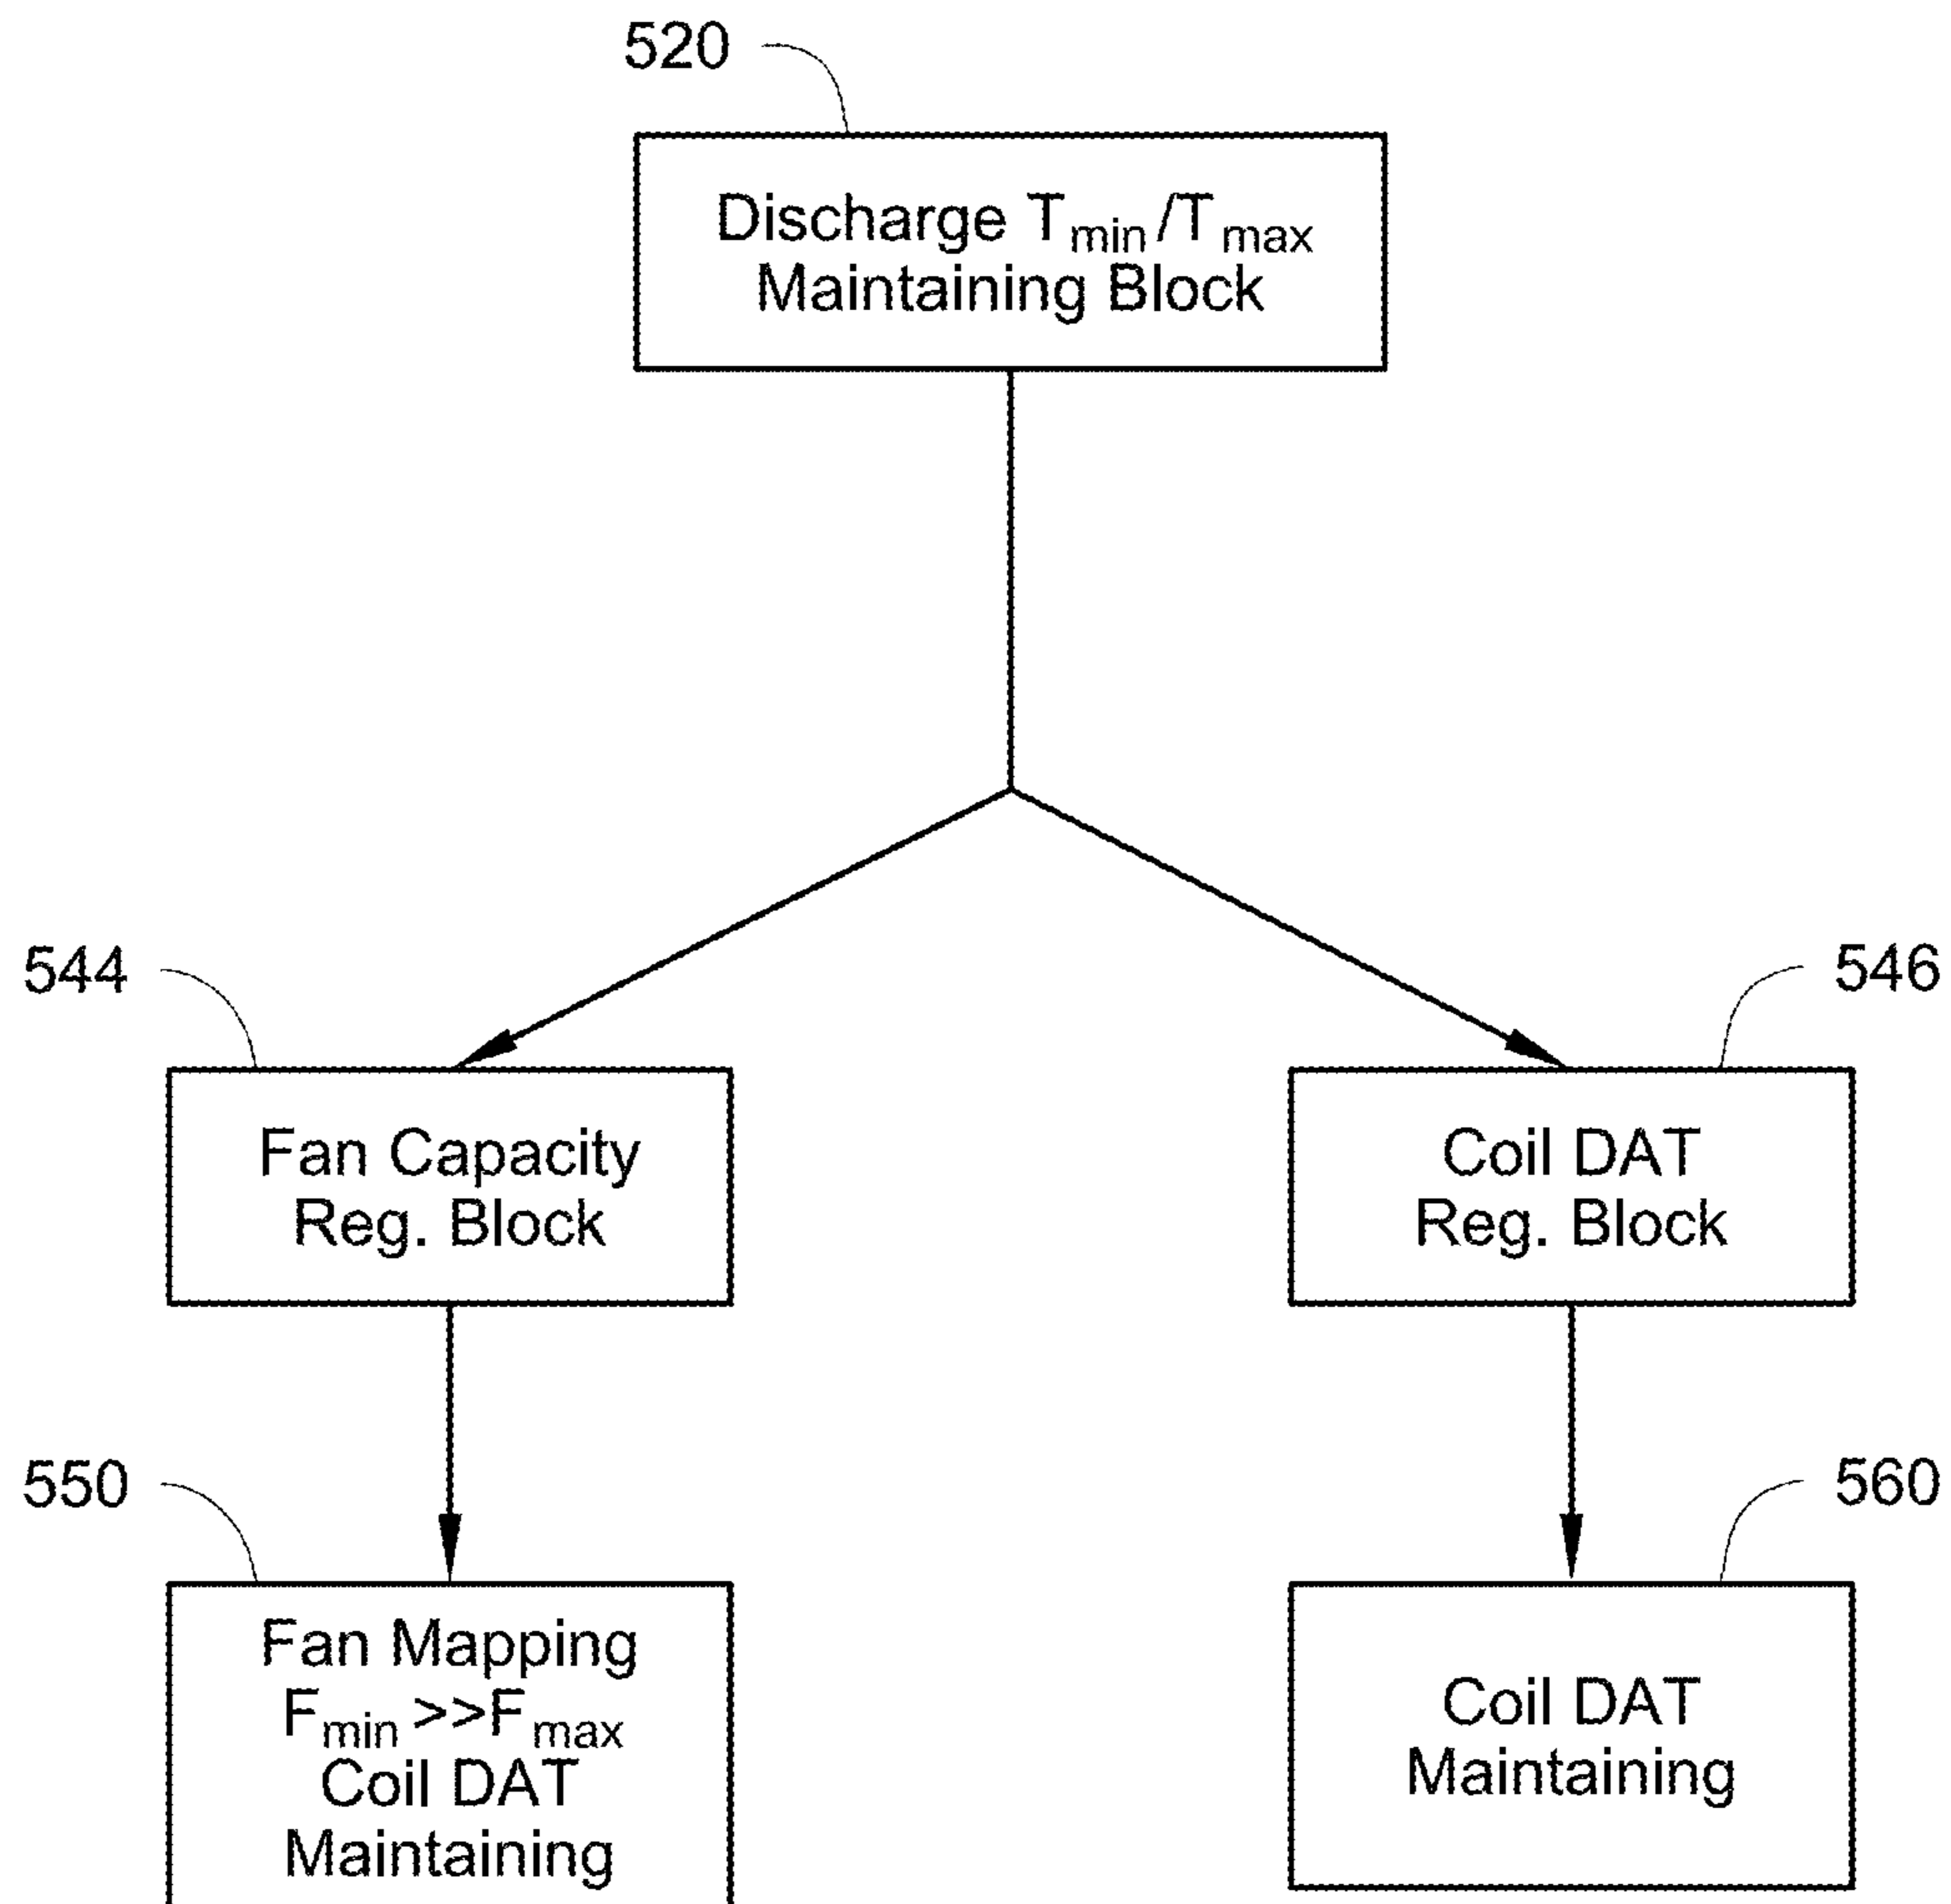 520
Discharge Tmin/Tmax
Maintaining Block
544
546
Fan Capacity
Reg. Block
Coil DAT
Reg. Block
550
560
Fan Mapping
Fmin >>Fmax
Coil DAT
Maintaining
Coil DAT
Maintaining